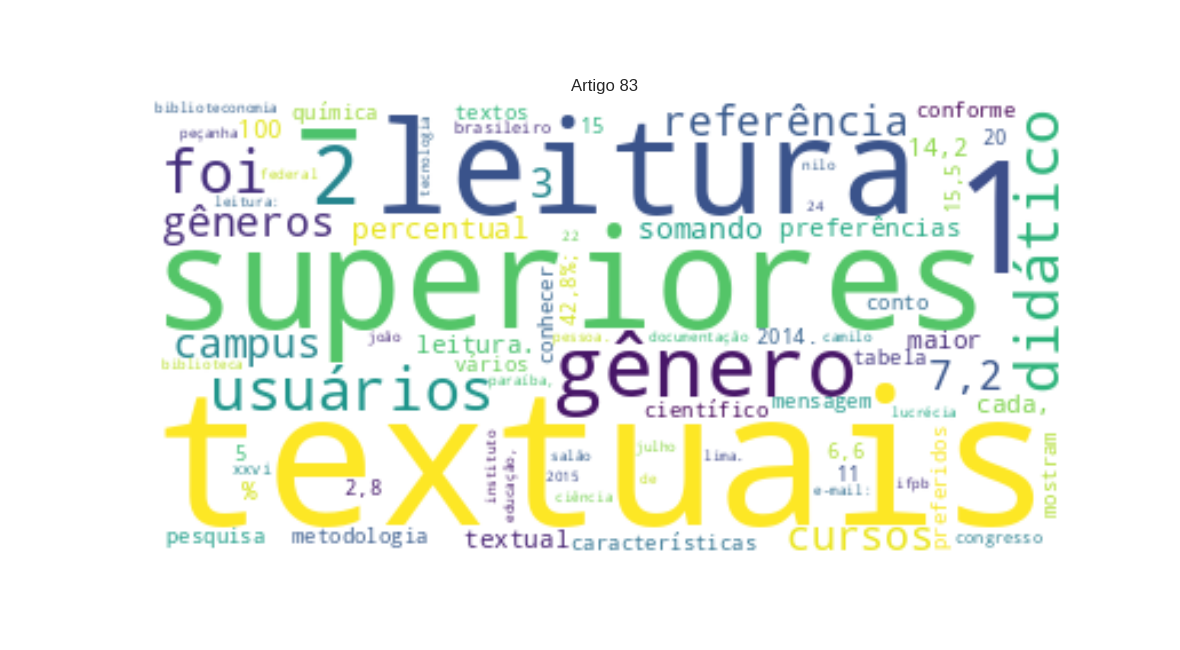 Artigo 83
biblioteconomia química textos conforme
peçanha 100 – leitura brasileiro 15 referência 20
foi federal 2 tecnologia 3 nilo 14,2 1 didático
leitura: 24 15,5
gêneros percentual 22 somando preferências
superiores
conhecer 42,8%; conto
campus joão leitura. pessoa. documentação 2014. camilo maior
biblioteca vários gênero tabela 7,2
usuários paraíba,
científico mensagem lucrécia cada,
textuais
5 instituto educação, salão julho lima. 6,6 preferidos mostram
xxvi 2015 de 11 ifpb
% 2,8 ciência e-mail:
pesquisa metodologia textual características cursos congresso